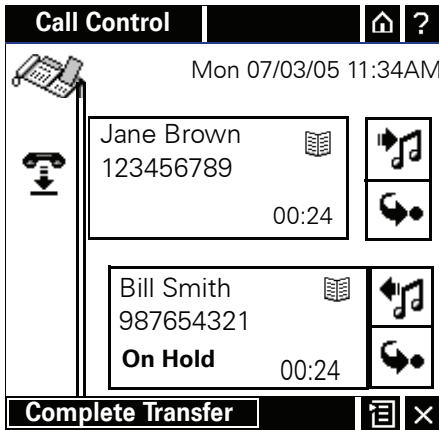 Call Control
?
Mon 07/03/05 11:34AM
Jane Brown
123456789
00:24
Bill Smith
987654321
On Hold
00:24
Complete Transfer